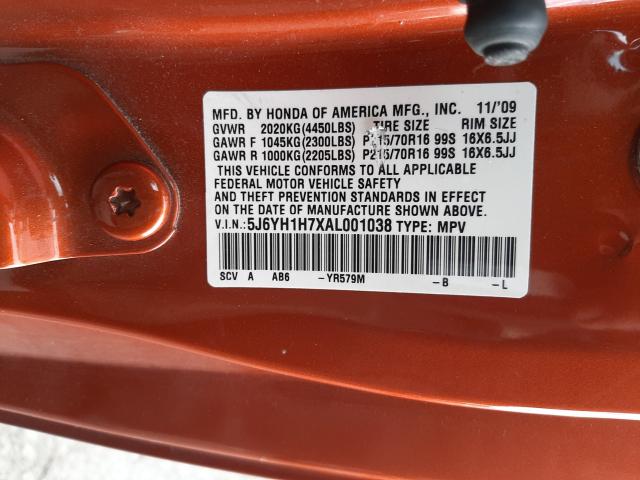 MFD. BY HONDA OF AMERICA MFG., INC. 11/'09
GVWR 2020KG(4450LBS) TIRE SIZE RIM SIZE
GAWR F 1045KG(2300LBS) P215/70R16 99S 16X6.5JJ
GAWR R 1000KG(2205LBS) P215/70R16 99S 16X6.5JJ
THIS VEHICLE CONFORMS TO ALL APPLICABLE
FEDERAL MOTOR VEHICLE SAFETY
AND THEFT PREVENTION STANDARDS IN EFFECT
ON THE DATE OF MANUFACTURE SHOWN ABOVE.
V.I.N.: 5J6YH1H7XAL001038 TYPE: MPV
SCV A AB6 -YR579M -B -L